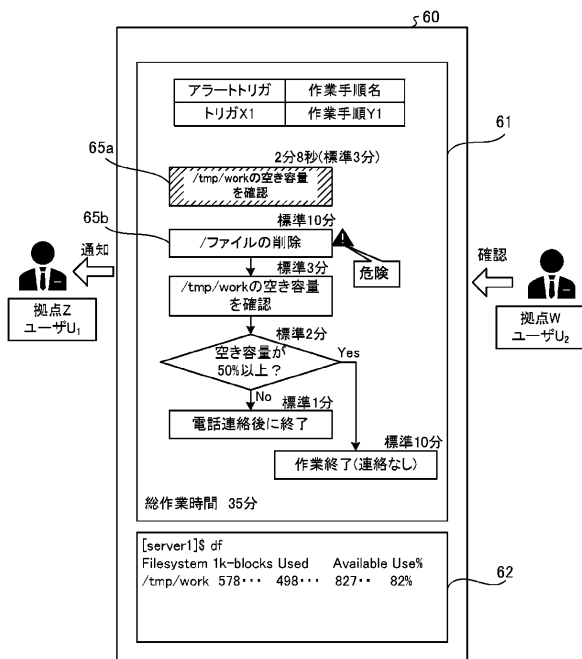 60
アラートトリガ 作業手順名
トリガX1 作業手順Y1
61
65a
2分8秒(標準3分)
/tmp/workの空き容量
を確認
65b
標準10分
/ファイルの削除
危険
通知
確認
標準3分
/tmp/workの空き容量
を確認
拠点Z
ユーザU1
拠点W
ユーザU2
標準2分
空き容量が
50%以上?
Yes
No
標準1分
電話連絡後に終了
標準10分
作業終了(連絡なし)
総作業時間 35分
[server1]$ df
Filesystem 1k-blocks Used Available Use%
/tmp/work 578··· 498··· 827·· 82%
62